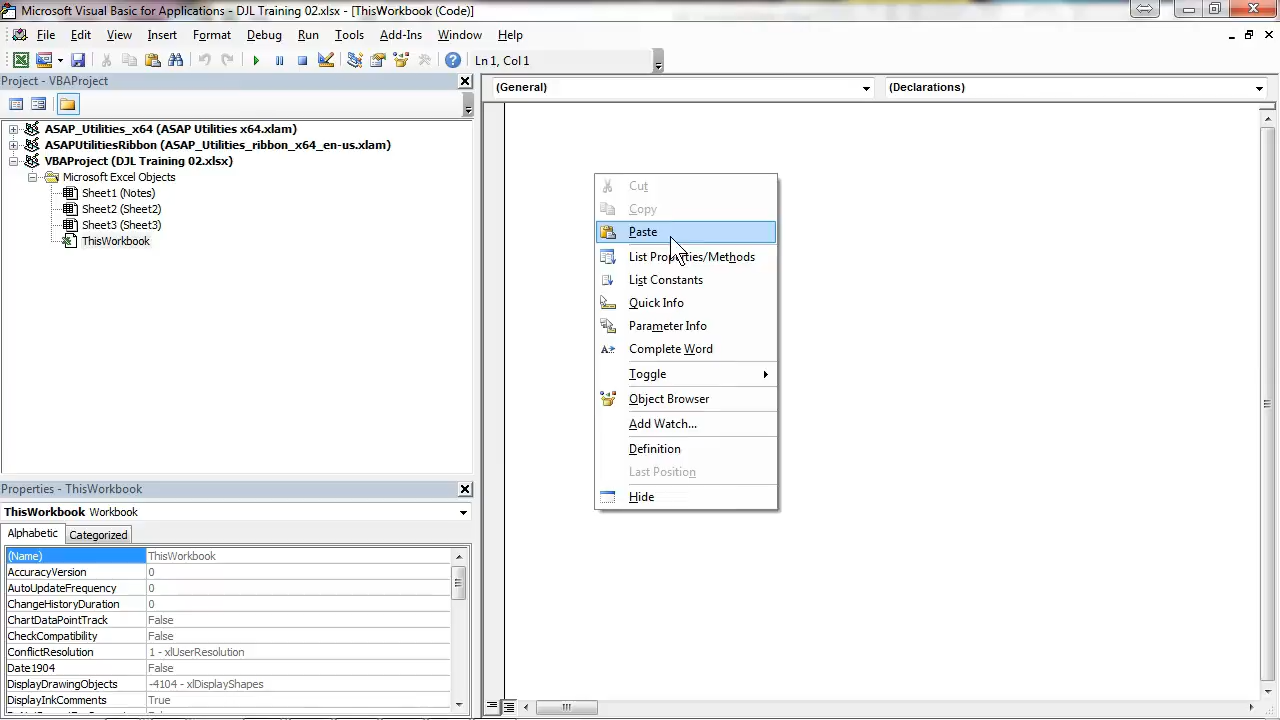 Microsoft Visual Basic for Applications - DJL Training 02.xlsx - [ThisWorkbook (Code)]
File Edit View Insert Format Debug Run Tools Add-Ins Window Help
Ln 1, Col 1
Project - VBAProject
(General) (Declarations)
ASAP_Utilities_x64 (ASAP Utilities x64.xlam)
ASAPUtilitiesRibbon (ASAP_Utilities_ribbon_x64_en-us.xlam)
VBAProject (DJL Training 02.xlsx)
Microsoft Excel Objects
Sheet1 (Notes)
Sheet2 (Sheet2)
Sheet3 (Sheet3)
ThisWorkbook
Cut
Copy
Paste
List Properties/Methods
List Constants
Quick Info
Parameter Info
Complete Word
Toggle
Object Browser
Add Watch...
Definition
Last Position
Hide
Properties - ThisWorkbook
ThisWorkbook Workbook
Alphabetic Categorized
(Name) ThisWorkbook
AccuracyVersion 0
AutoUpdateFrequency 0
ChangeHistoryDuration 0
ChartDataPointTrack False
CheckCompatibility False
ConflictResolution 1 - xlUserResolution
Date1904 False
DisplayDrawingObjects -4104 - xlDisplayShapes
DisplayInkComments True